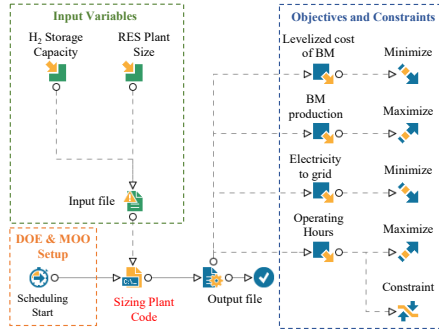 Input Variables
H₂ Storage
Capacity
RES Plant
Size
Input file
DOE & MOO
Setup
Scheduling
Start
C:\_
Sizing Plant
Code
Output file
Objectives and Constraints
Levelized cost
of BM
Minimize
BM
production
Maximize
Electricity
to grid
Minimize
Operating
Hours
Maximize
Constraint